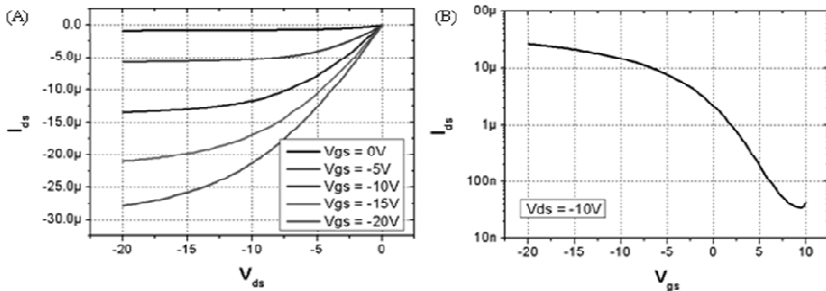 (A)
0.0
-5.0µ
-10.0µ
-15.0µ
-20.0µ
-25.0µ
-30.0µ
Ids
-20 -15 -10 -5 0
Vds
Vgs = 0V
Vgs = -5V
Vgs = -10V
Vgs = -15V
Vgs = -20V
(B)
00µ
10µ
1µ
100n
10n
Ids
Vds = -10V
-20 -15 -10 -5 0 5 10
Vgs